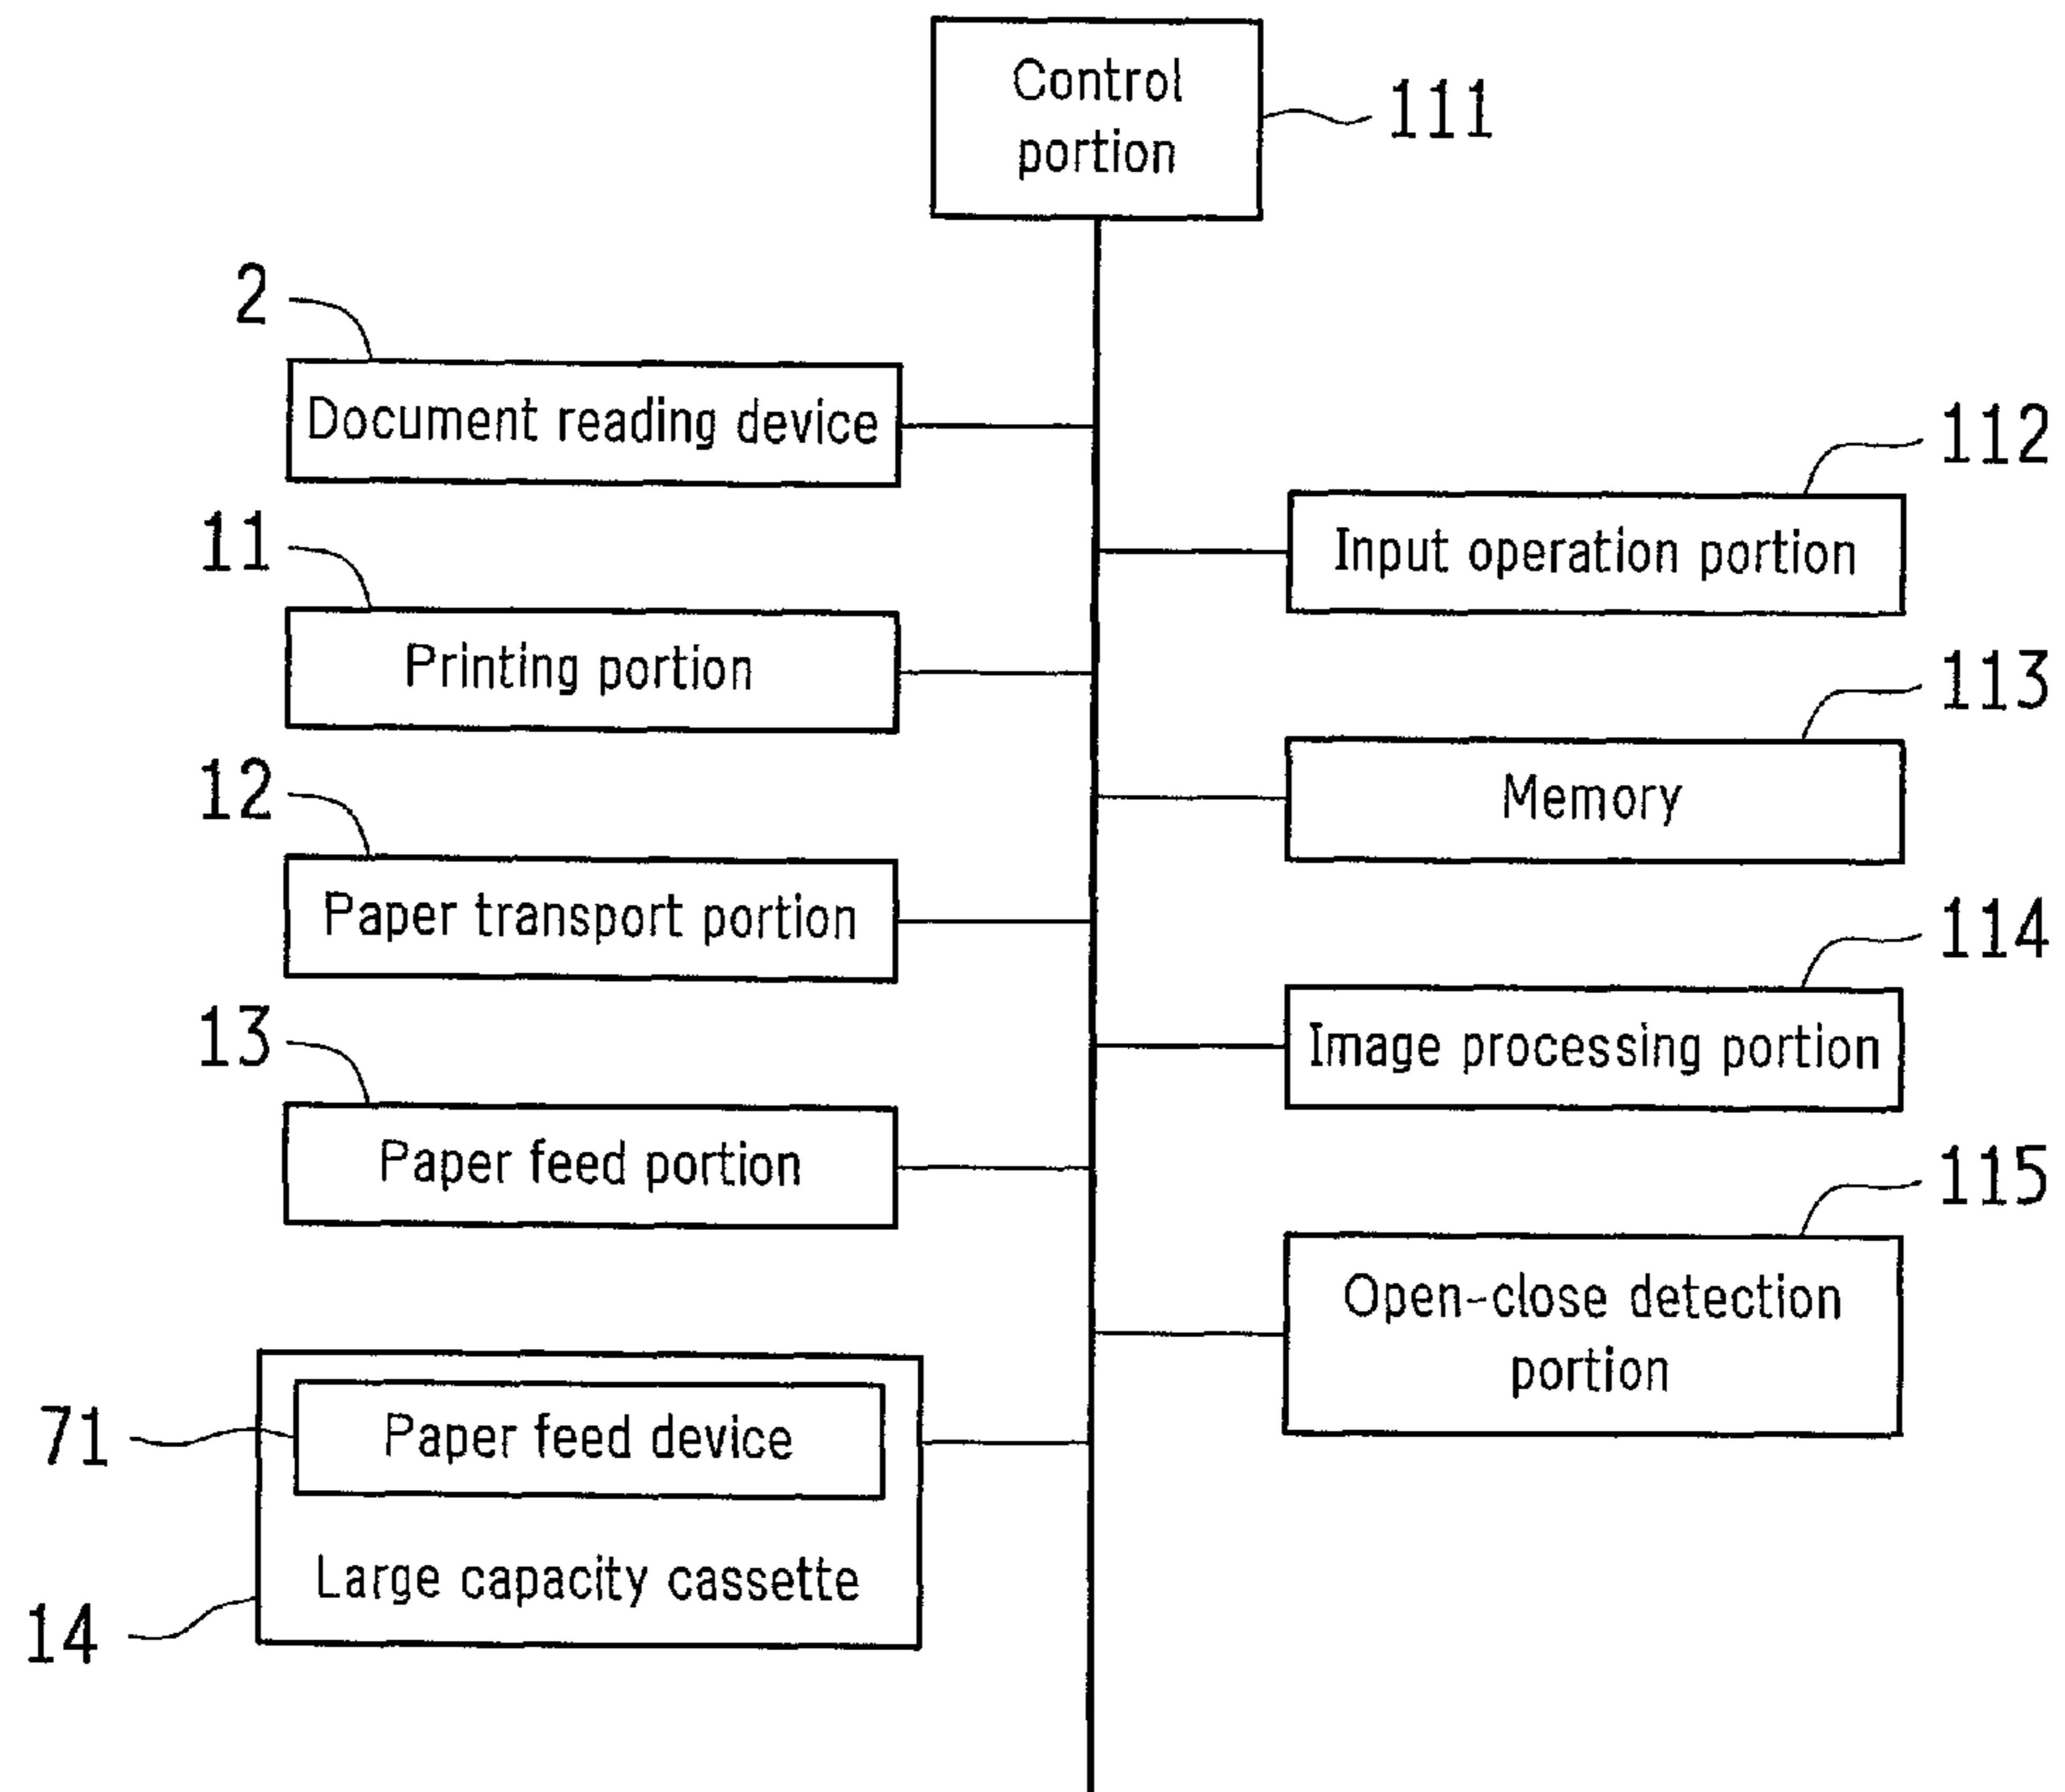 Control
portion
111
2
Document reading device
112
11
Input operation portion
Printing portion
113
12
Memory
Paper transport portion
114
13
Image processing portion
Paper feed portion
115
Open-close detection
portion
71
Paper feed device
Large capacity cassette
14